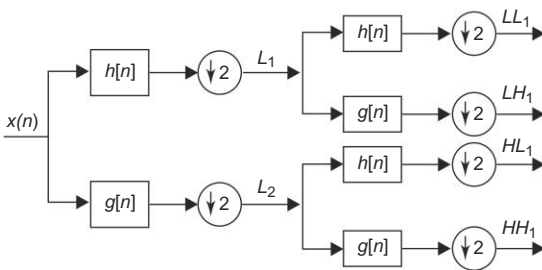 h[n] ↓2 LL1
h[n] ↓2 L1
g[n] ↓2 LH1
x(n)
h[n] ↓2 HL1
g[n] ↓2 L2
g[n] ↓2 HH1